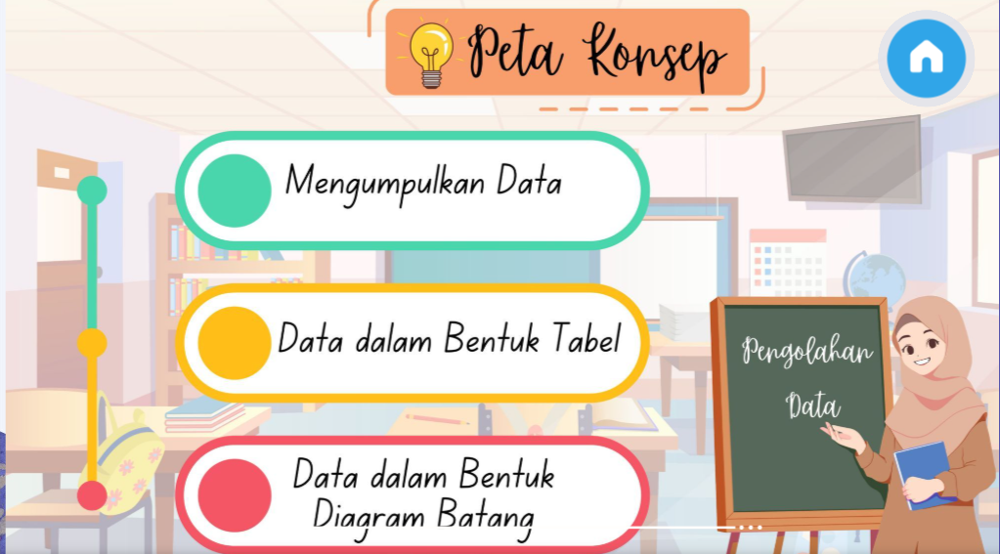 Peta Konsep
Mengumpulkan Data
Data dalam Bentuk Tabel
Data dalam Bentuk
Diagram Batang
Pengolahan
Data